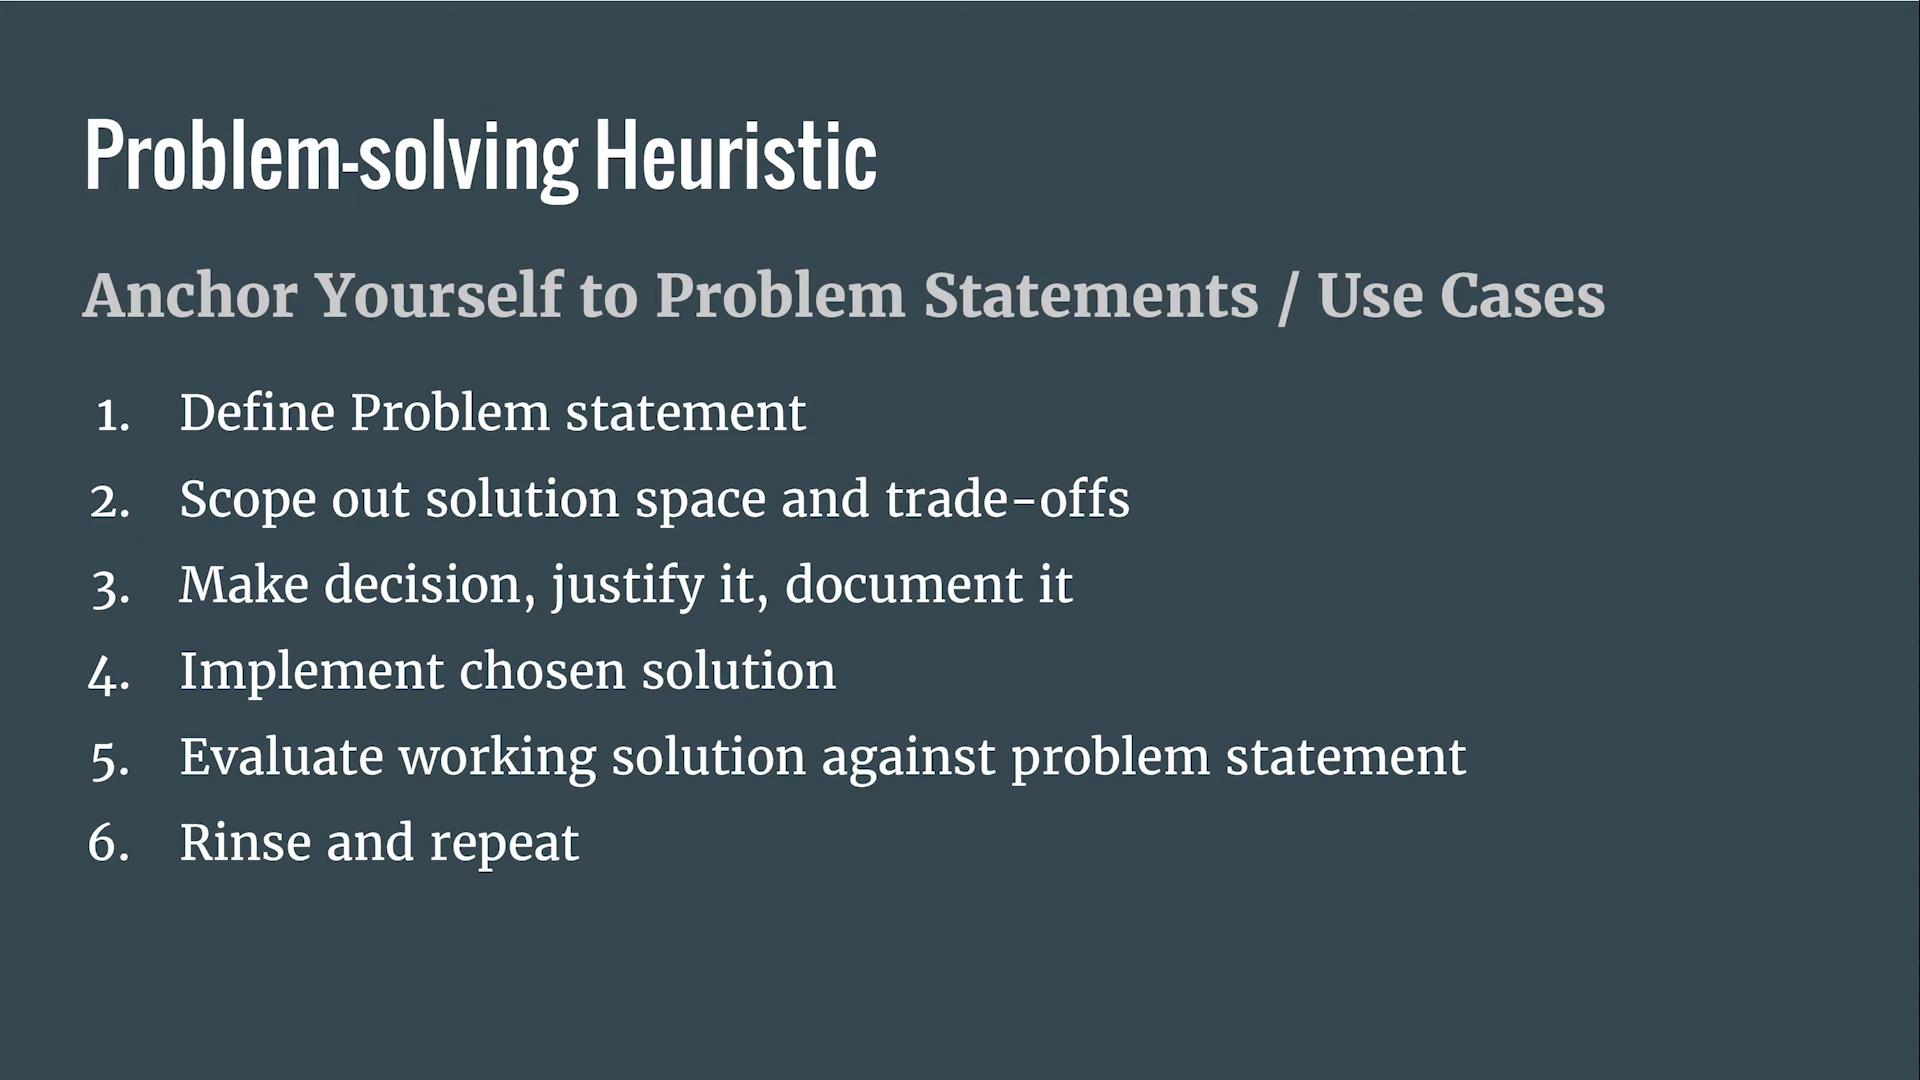 Problem-solving Heuristic
Anchor Yourself to Problem Statements / Use Cases
1. Define Problem statement
2. Scope out solution space and trade-offs
3. Make decision, justify it, document it
4. Implement chosen solution
5. Evaluate working solution against problem statement
6. Rinse and repeat